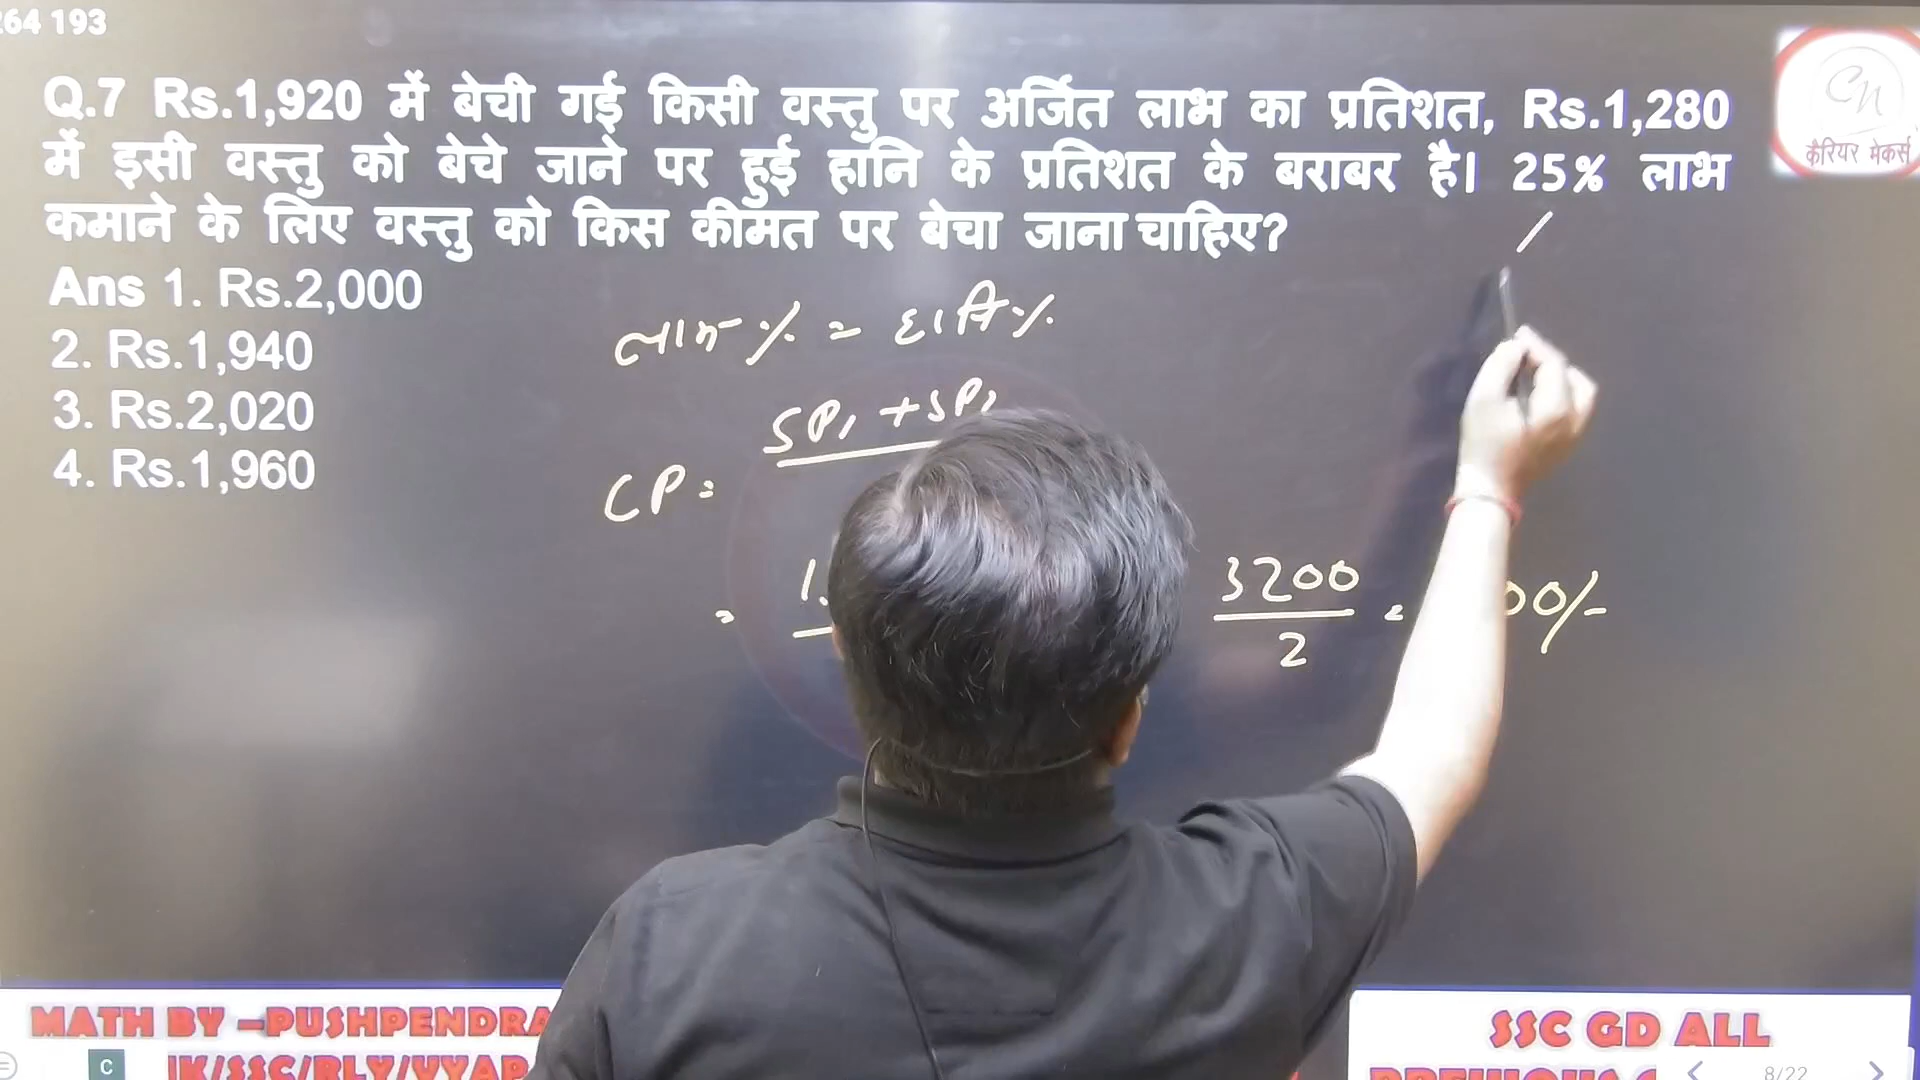 264 193
Q.7 Rs.1,920 में बेची गई किसी वस्तु पर अर्जित लाभ का प्रतिशत, Rs.1,280
में इसी वस्तु को बेचे जाने पर हुई हानि के प्रतिशत के बराबर है। 25% लाभ
कमाने के लिए वस्तु को किस कीमत पर बेचा जाना चाहिए?
Ans 1. Rs.2,000
2. Rs.1,940
3. Rs.2,020
4. Rs.1,960
CN
कैरियर मेकर्स
लाभ % = हानि %
SP₁ + SP₂
CP =
=
3200
2
= 00/-
MATH BY –PUSHPENDRA
SSC GD ALL
C
8/22